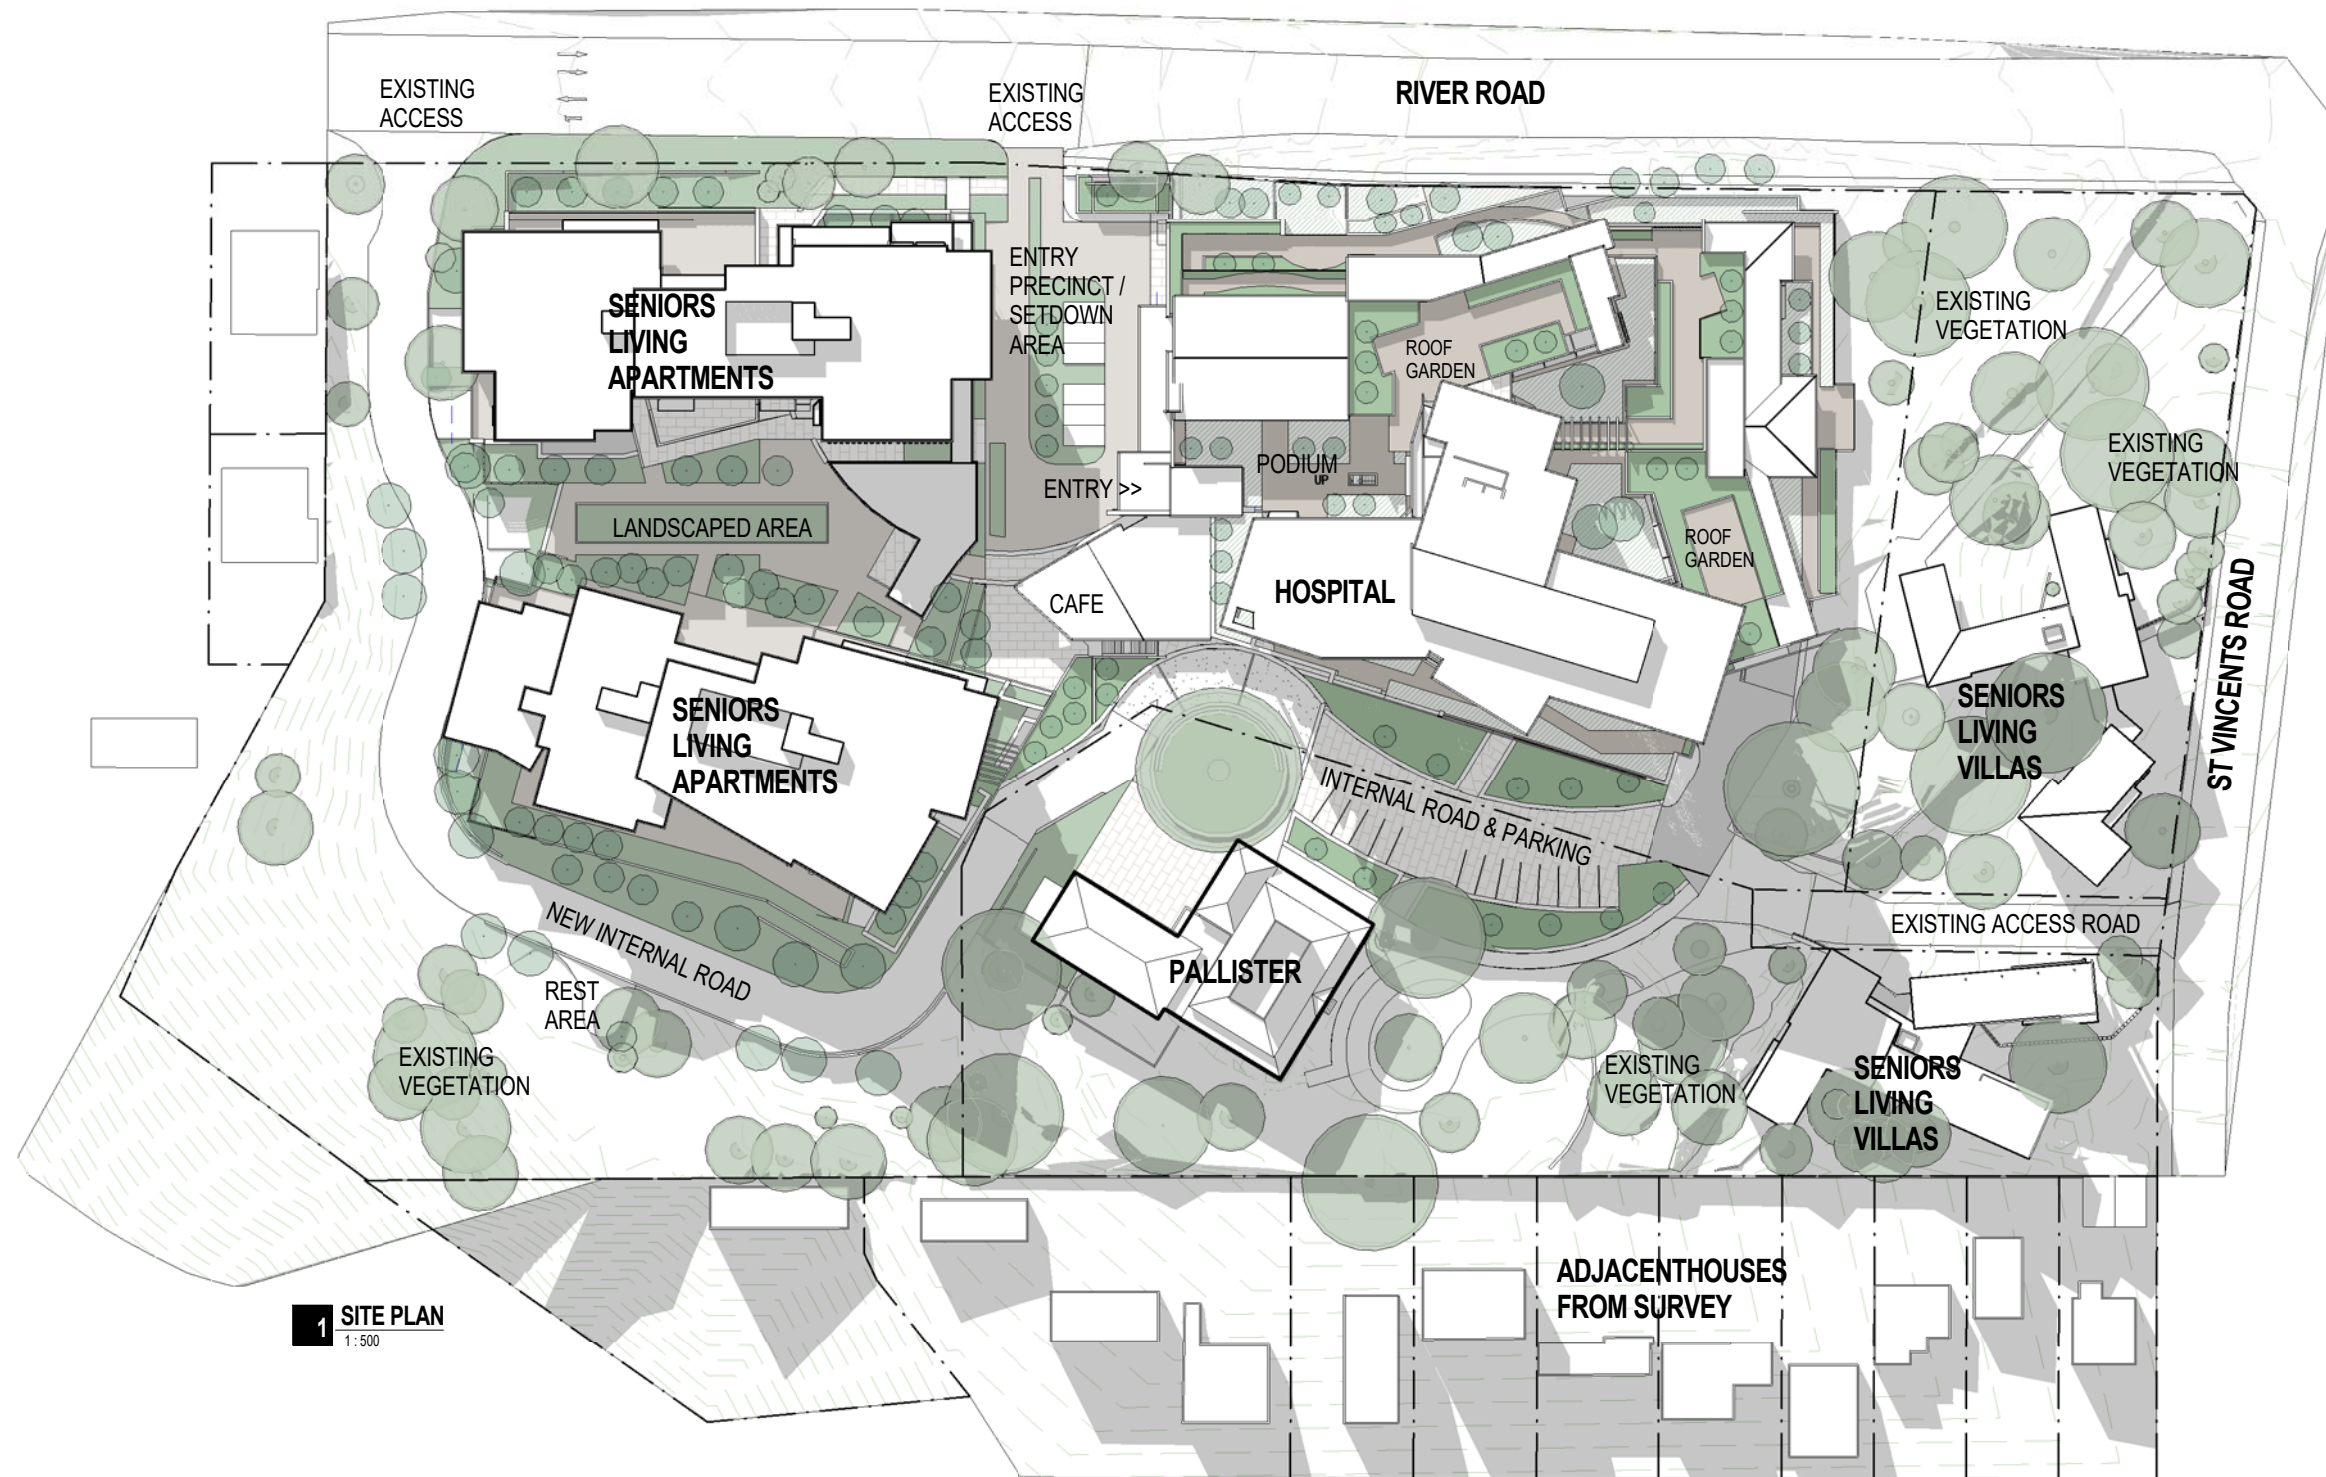 EXISTING
ACCESS
EXISTING
ACCESS
RIVER ROAD
ENTRY
PRECINCT /
SETDOWN
AREA
SENIORS
LIVING
APARTMENTS
ROOF
GARDEN
EXISTING
VEGETATION
EXISTING
VEGETATION
PODIUM
UP
ENTRY >>
LANDSCAPED AREA
ROOF
GARDEN
HOSPITAL
CAFE
ST VINCENTS ROAD
SENIORS
LIVING
APARTMENTS
SENIORS
LIVING
VILLAS
INTERNAL ROAD & PARKING
NEW INTERNAL ROAD
EXISTING ACCESS ROAD
PALLISTER
REST
AREA
EXISTING
VEGETATION
EXISTING
VEGETATION
SENIORS
LIVING
VILLAS
ADJACENTHOUSES
FROM SURVEY
1 SITE PLAN
1 : 500